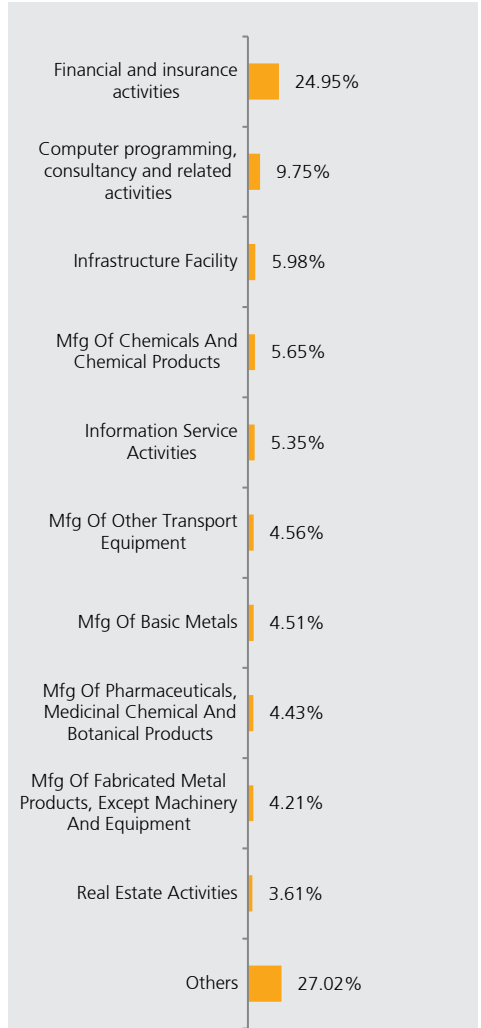 Financial and insurance
activities
24.95%
Computer programming,
consultancy and related
activities
9.75%
Infrastructure Facility
5.98%
Mfg Of Chemicals And
Chemical Products
5.65%
Information Service
Activities
5.35%
Mfg Of Other Transport
Equipment
4.56%
Mfg Of Basic Metals
4.51%
Mfg Of Pharmaceuticals,
Medicinal Chemical And
Botanical Products
4.43%
Mfg Of Fabricated Metal
Products, Except Machinery
And Equipment
4.21%
Real Estate Activities
3.61%
Others
27.02%